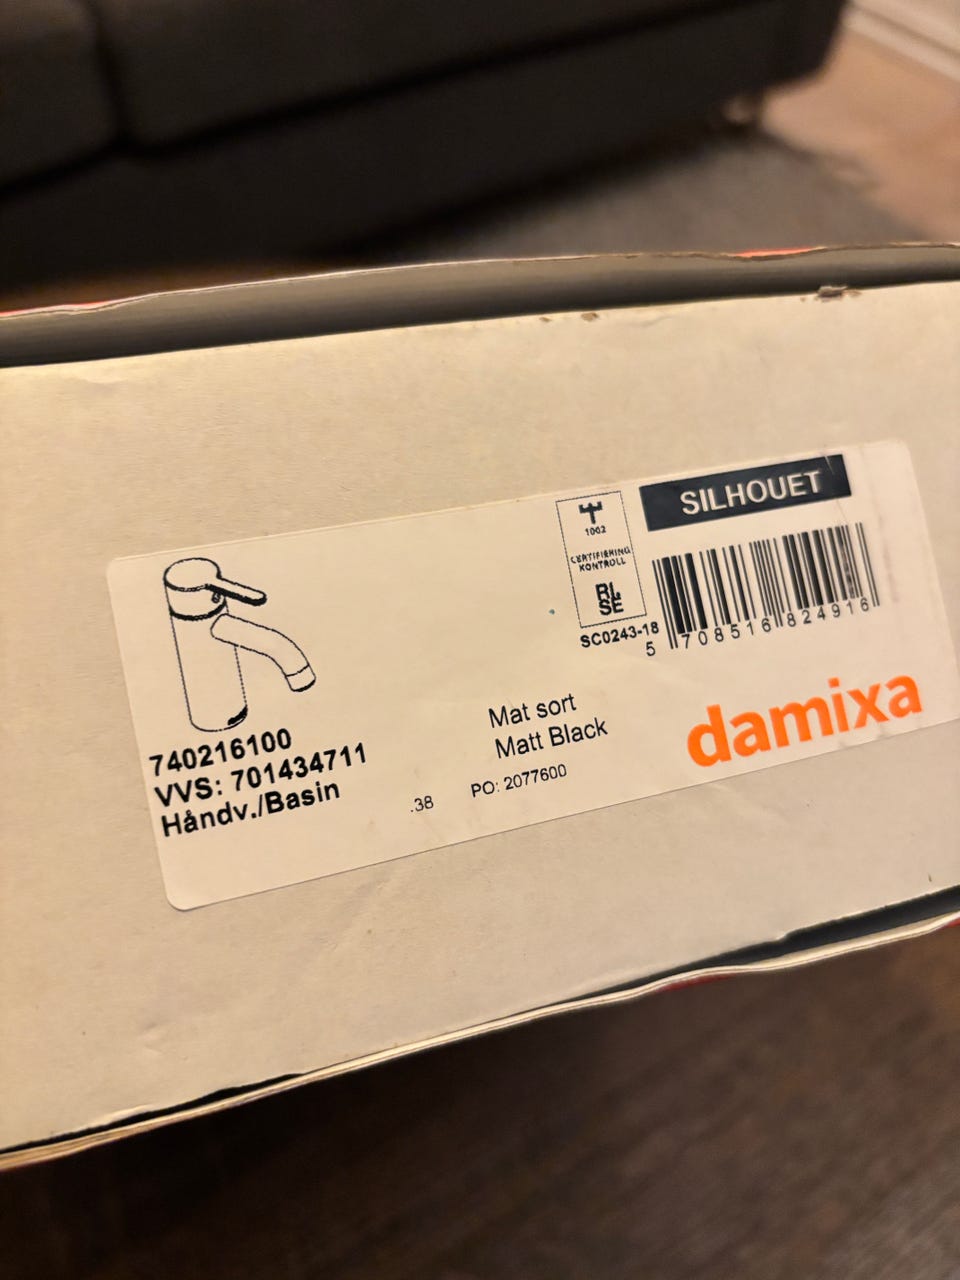 SILHOUET
1002
CERTIFIERING
KONTROLL
RI
SE
SC0243-18
5 708516 824916
damixa
740216100
VVS: 701434711
Håndv./Basin
Mat sort
Matt Black
.38
PO: 2077600